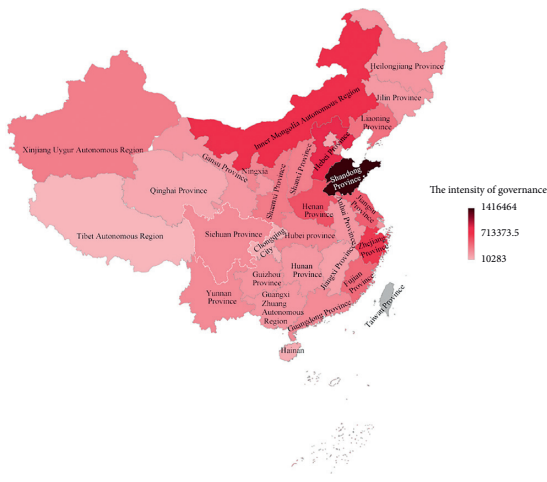 Heilongjiang Province
Jilin Province
Liaoning
Province
Inner Mongolia Autonomous Region
Hebei Province
Xinjiang Uygur Autonomous Region
Gansu Province
Ningxia
Shanxi Province
Shaanxi Province
Shandong
Province
Qinghai Province
Henan
Province
Jiangsu
Province
Anhui Province
Tibet Autonomous Region
Sichuan Province
Chongqing
City
Hubei province
Zhejiang
Province
Hunan
Province
Jiangxi Province
Fujian
Province
Guizhou
Province
Yunnan
Province
Guangxi
Zhuang
Autonomous
Region
Guangdong Province
Taiwan Province
Hainan
The intensity of governance
1416464
713373.5
10283